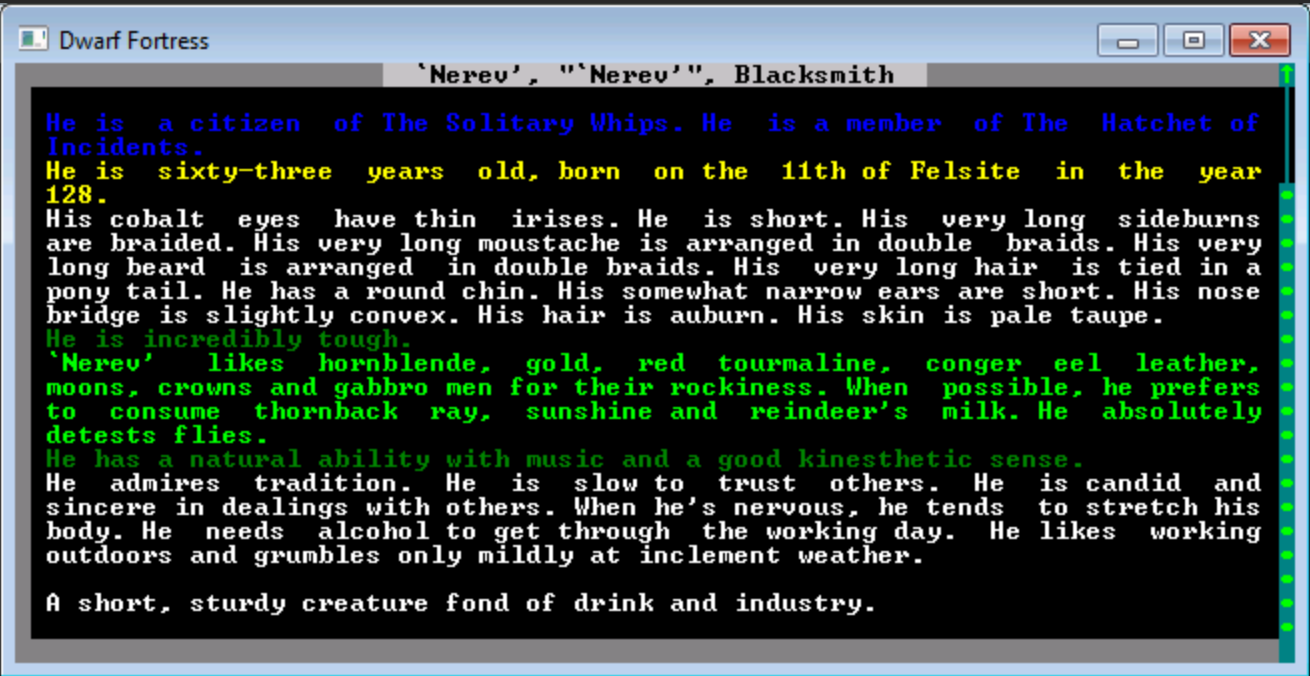 Dwarf Fortress
`Nerev', "`Nerev'", Blacksmith
He is a citizen of The Solitary Whips. He is a member of The Hatchet of
Incidents.
He is sixty-three years old, born on the 11th of Felsite in the year
128.
His cobalt eyes have thin irises. He is short. His very long sideburns
are braided. His very long moustache is arranged in double braids. His very
long beard is arranged in double braids. His very long hair is tied in a
pony tail. He has a round chin. His somewhat narrow ears are short. His nose
bridge is slightly convex. His hair is auburn. His skin is pale taupe.
He is incredibly tough.
`Nerev' likes hornblende, gold, red tourmaline, conger eel leather,
moons, crowns and gabbro men for their rockiness. When possible, he prefers
to consume thornback ray, sunshine and reindeer's milk. He absolutely
detests flies.
He has a natural ability with music and a good kinesthetic sense.
He admires tradition. He is slow to trust others. He is candid and
sincere in dealings with others. When he's nervous, he tends to stretch his
body. He needs alcohol to get through the working day. He likes working
outdoors and grumbles only mildly at inclement weather.
A short, sturdy creature fond of drink and industry.